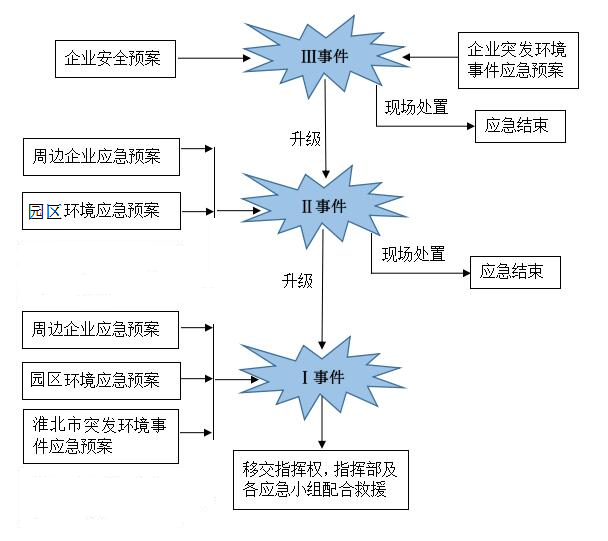 企业安全预案
III事件
企业突发环境
事件应急预案
现场处置
应急结束
升级
周边企业应急预案
园区环境应急预案
II事件
现场处置
应急结束
升级
周边企业应急预案
园区环境应急预案
I事件
淮北市突发环境事
件应急预案
移交指挥权，指挥部及
各应急小组配合救援